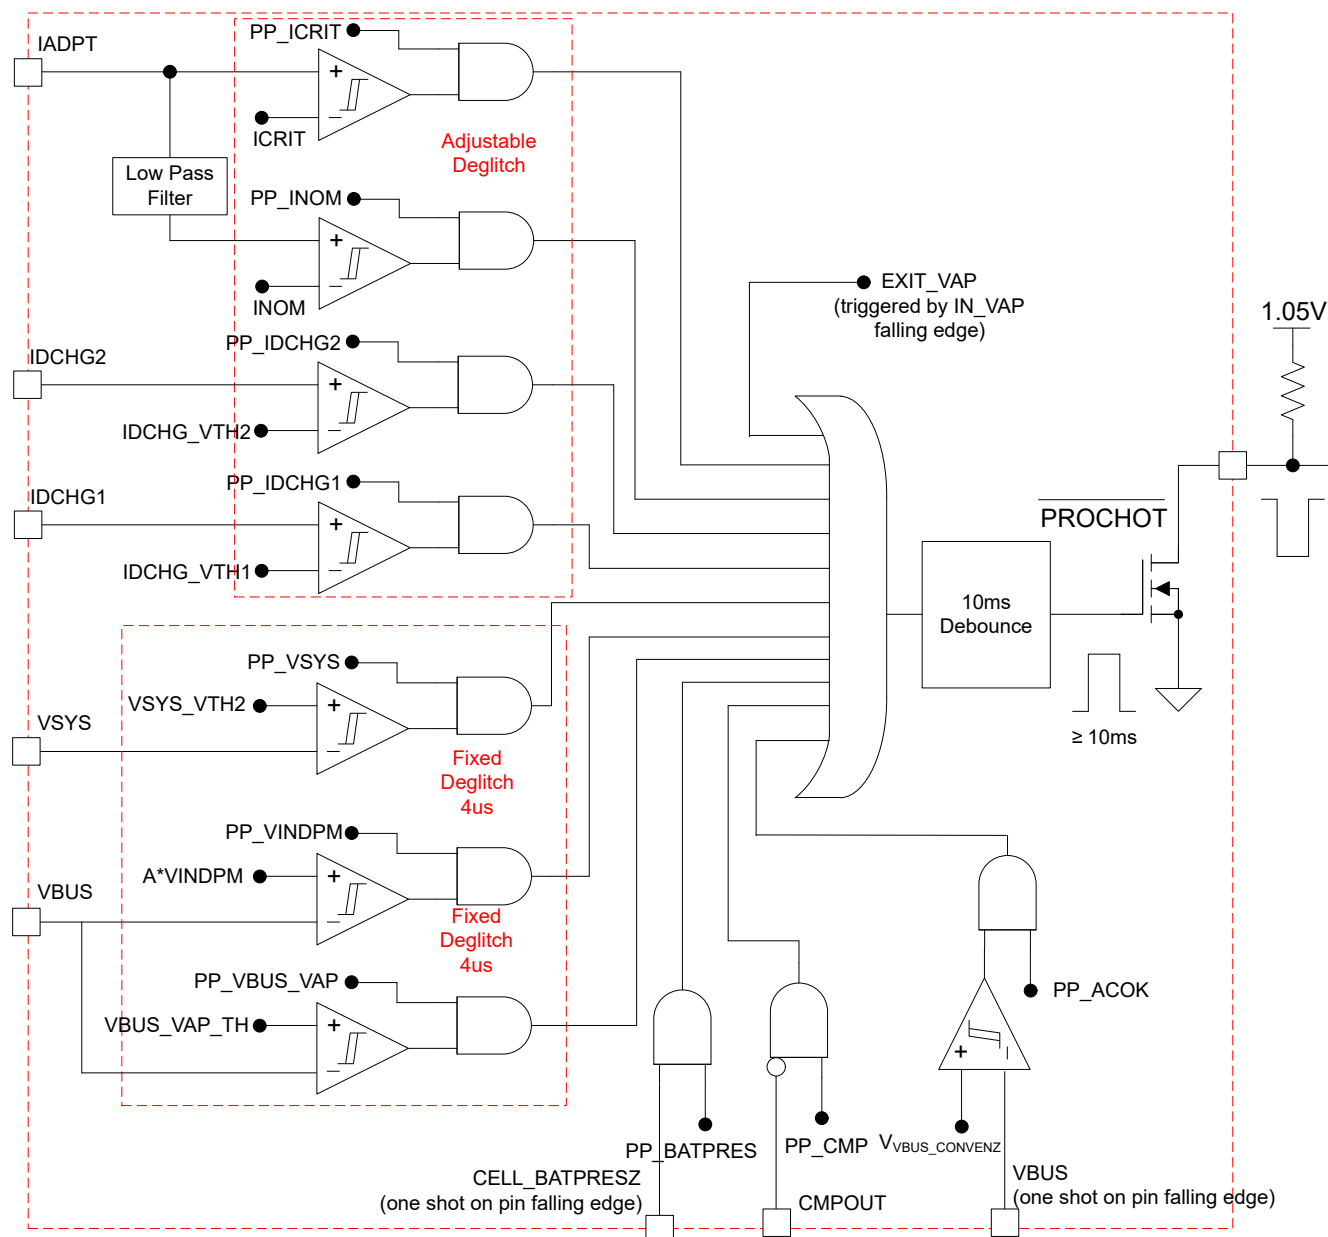 PP_ICRIT
IADPT
ICRIT
Adjustable
Deglitch
Low Pass
Filter
PP_INOM
INOM
EXIT_VAP
(triggered by IN_VAP
falling edge)
1.05V
PP_IDCHG2
IDCHG2
IDCHG_VTH2
PP_IDCHG1
IDCHG1
IDCHG_VTH1
PROCHOT
10ms
Debounce
≥ 10ms
PP_VSYS
VSYS_VTH2
VSYS
Fixed
Deglitch
4us
PP_VINDPM
A*VINDPM
VBUS
Fixed
Deglitch
4us
PP_VBUS_VAP
VBUS_VAP_TH
PP_ACOK
PP_BATPRES
PP_CMP
VVBUS_CONVENZ
CELL_BATPRESZ
(one shot on pin falling edge)
CMPOUT
VBUS
(one shot on pin falling edge)